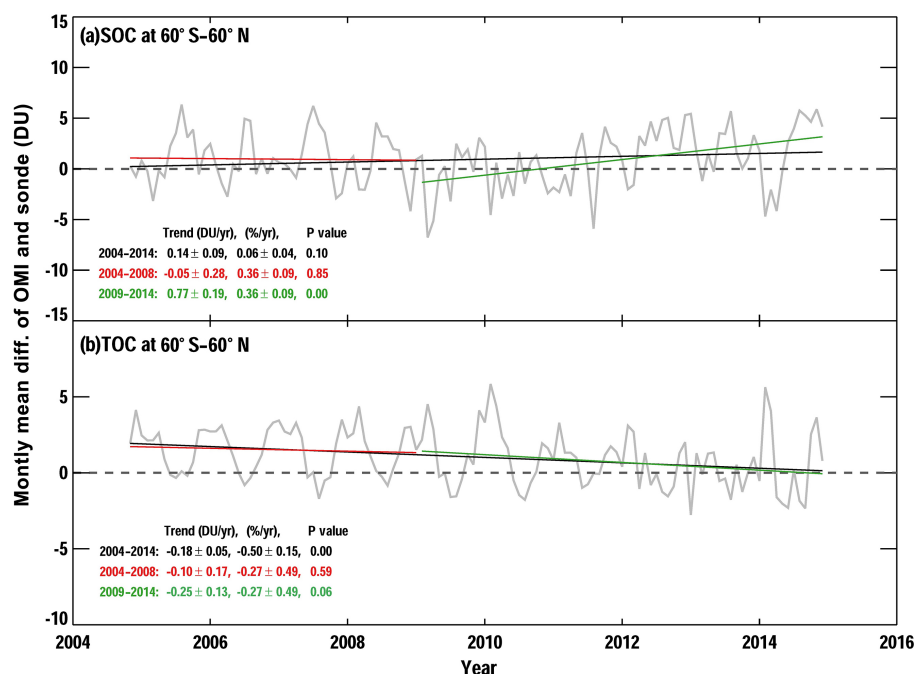 15
(a)SOC at 60° S–60° N
10
5
0
-5
-10
-15
Trend (DU/yr), (%/yr), P value
2004–2014: 0.14 ± 0.09, 0.06 ± 0.04, 0.10
2004–2008: -0.05 ± 0.28, 0.36 ± 0.09, 0.85
2009–2014: 0.77 ± 0.19, 0.36 ± 0.09, 0.00
Montly mean diff. of OMI and sonde (DU)
(b)TOC at 60° S–60° N
5
0
-5
-10
Trend (DU/yr), (%/yr), P value
2004–2014: -0.18 ± 0.05, -0.50 ± 0.15, 0.00
2004–2008: -0.10 ± 0.17, -0.27 ± 0.49, 0.59
2009–2014: -0.25 ± 0.13, -0.27 ± 0.49, 0.06
2004 2006 2008 2010 2012 2014 2016
Year